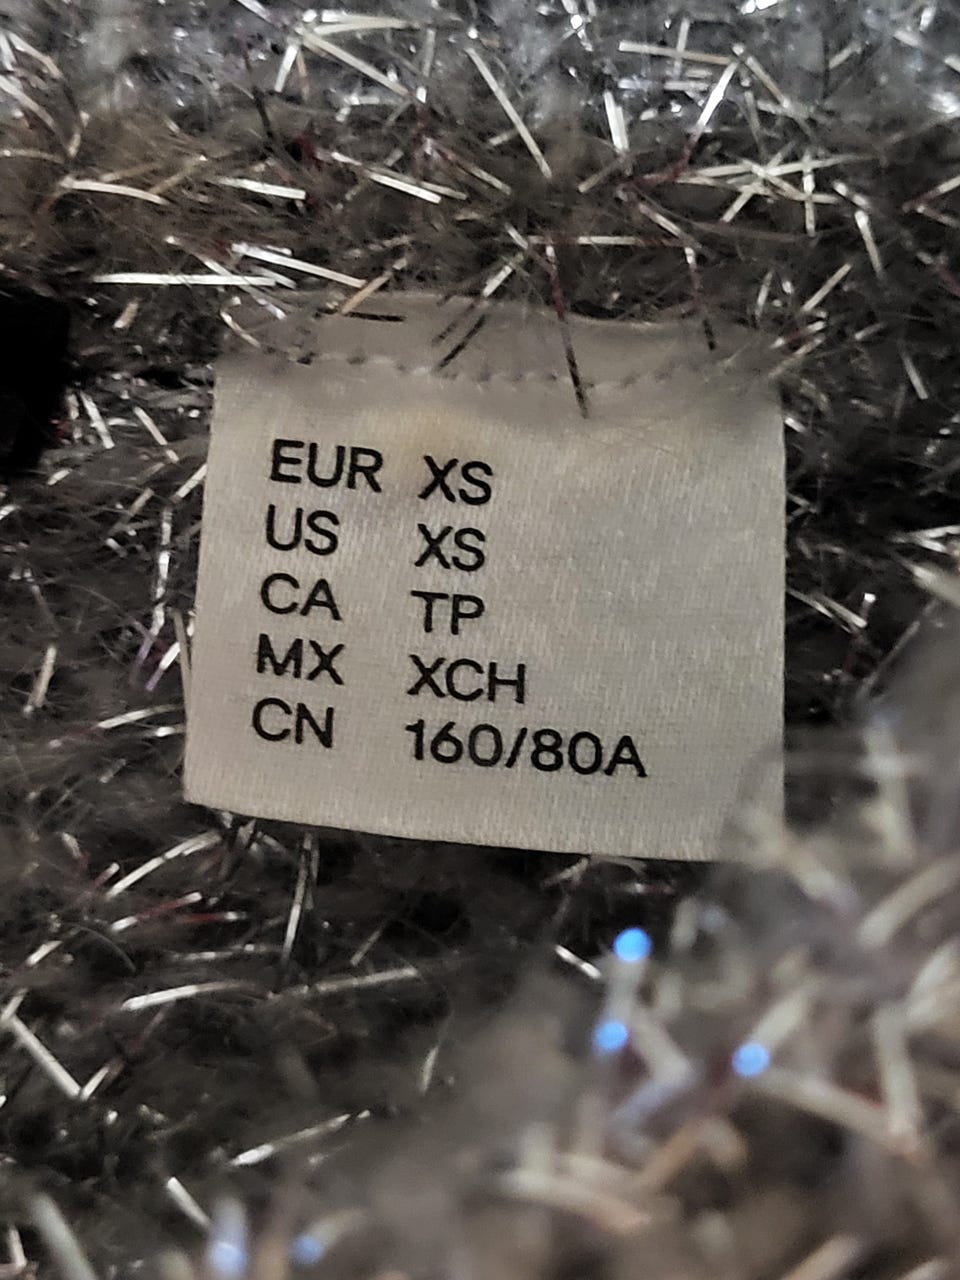 EUR XS
US XS
CA TP
MX XCH
CN 160/80A